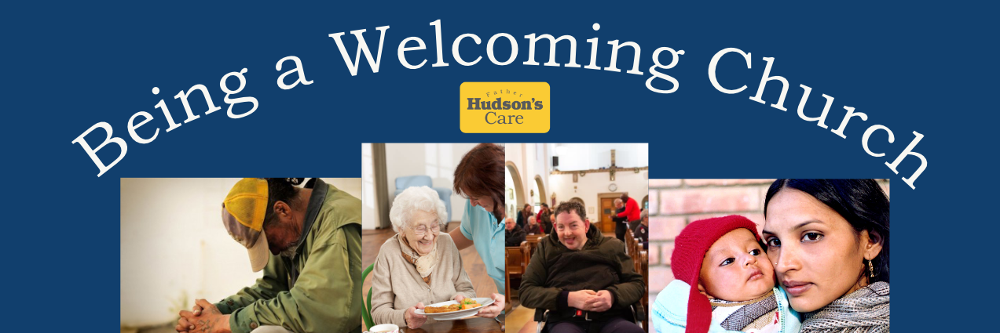 Being a Welcoming Church
Father
Hudson's
Care